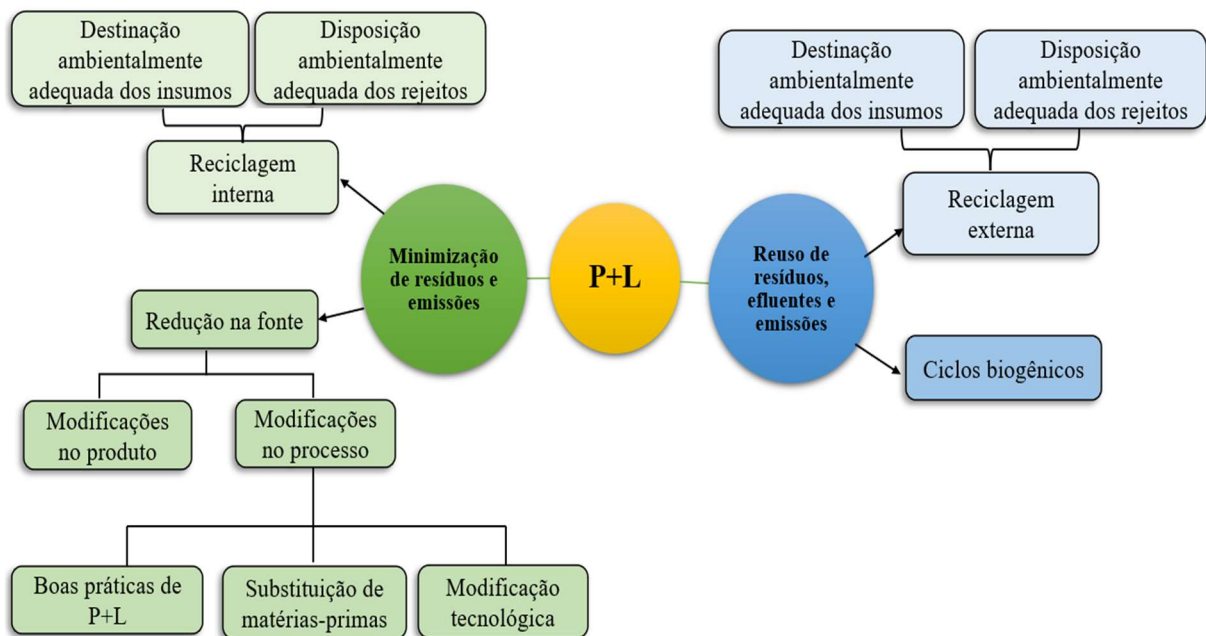 Destinação
ambientalmente
adequada dos insumos
Disposição
ambientalmente
adequada dos rejeitos
Reciclagem
interna
Minimização
de resíduos e
emissões
Redução na fonte
Modificações
no produto
Modificações
no processo
Boas práticas de
P+L
Substituição de
matérias-primas
Modificação
tecnológica
P+L
Reuso de
resíduos,
efluentes e
emissões
Destinação
ambientalmente
adequada dos insumos
Disposição
ambientalmente
adequada dos rejeitos
Reciclagem
externa
Ciclos biogênicos